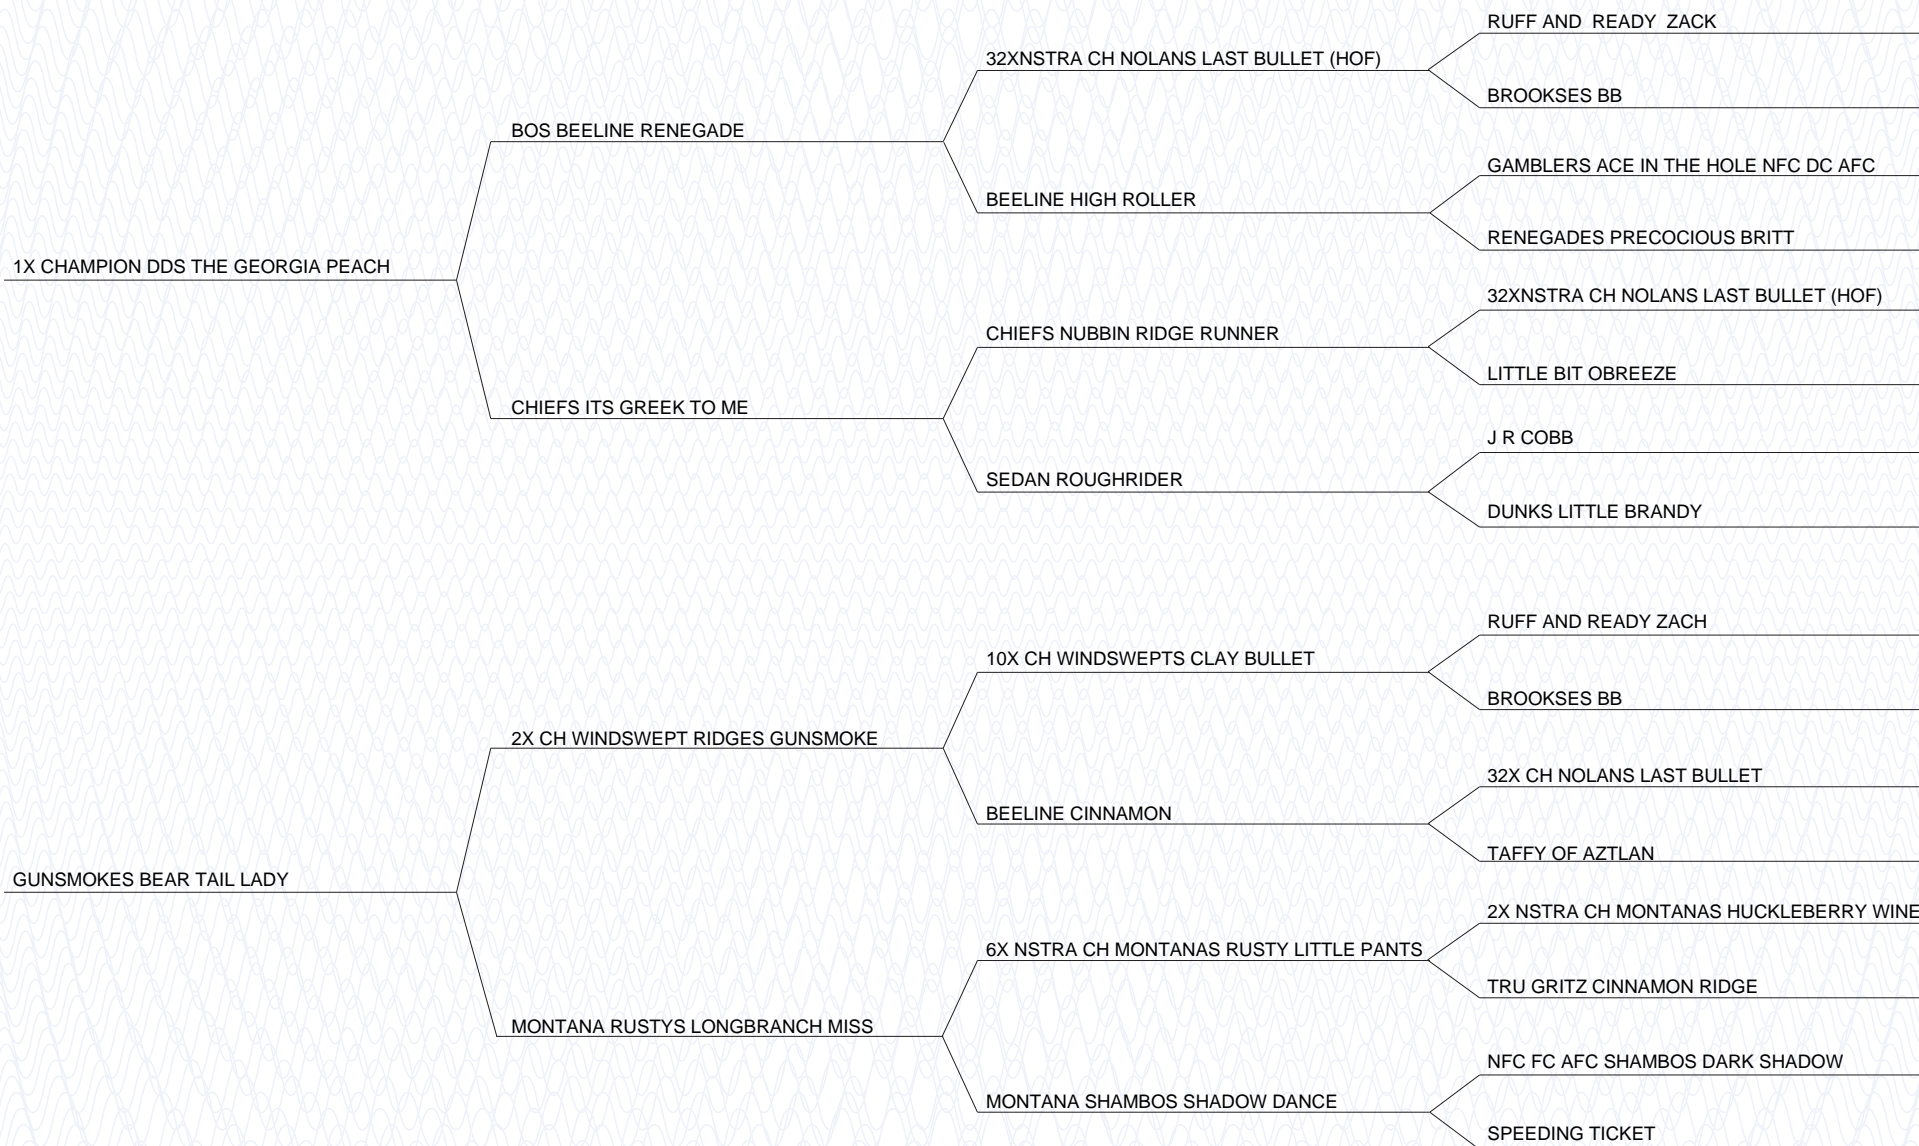 RUFF AND READY ZACK
32XNSTRA CH NOLANS LAST BULLET (HOF)
BROOKSES BB
BOS BEELINE RENEGADE
GAMBLERS ACE IN THE HOLE NFC DC AFC
BEELINE HIGH ROLLER
RENEGADES PRECOCIOUS BRITT
1X CHAMPION DDS THE GEORGIA PEACH
32XNSTRA CH NOLANS LAST BULLET (HOF)
CHIEFS NUBBIN RIDGE RUNNER
LITTLE BIT OBREEZE
CHIEFS ITS GREEK TO ME
J R COBB
SEDAN ROUGHRIDER
DUNKS LITTLE BRANDY
RUFF AND READY ZACH
10X CH WINDSWEPTS CLAY BULLET
BROOKSES BB
2X CH WINDSWEPT RIDGES GUNSMOKE
32X CH NOLANS LAST BULLET
BEELINE CINNAMON
TAFFY OF AZTLAN
GUNSMOKES BEAR TAIL LADY
2X NSTRA CH MONTANAS HUCKLEBERRY WINE
6X NSTRA CH MONTANAS RUSTY LITTLE PANTS
TRU GRITZ CINNAMON RIDGE
MONTANA RUSTYS LONGBRANCH MISS
NFC FC AFC SHAMBOS DARK SHADOW
MONTANA SHAMBOS SHADOW DANCE
SPEEDING TICKET